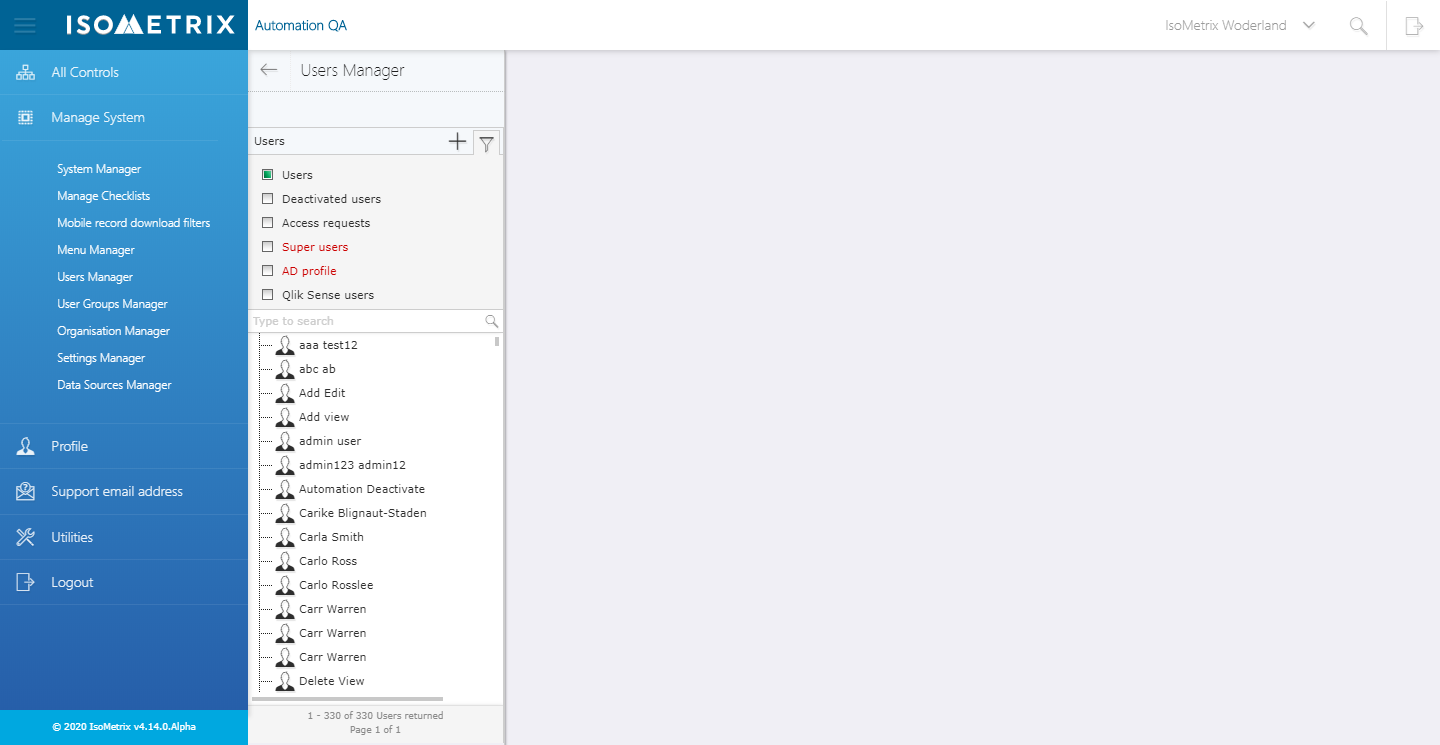 ISOMETRIX
Automation QA
IsoMetrix Woderland
All Controls
Manage System
System Manager
Manage Checklists
Mobile record download filters
Menu Manager
Users Manager
User Groups Manager
Organisation Manager
Settings Manager
Data Sources Manager
Profile
Support email address
Utilities
Logout
© 2020 IsoMetrix v4.14.0.Alpha
Users Manager
Users
Users
Deactivated users
Access requests
Super users
AD profile
Qlik Sense users
Type to search
aaa test12
abc ab
Add Edit
Add view
admin user
admin123 admin12
Automation Deactivate
Carike Blignaut-Staden
Carla Smith
Carlo Ross
Carlo Rosslee
Carr Warren
Carr Warren
Carr Warren
Delete View
1 - 330 of 330 Users returned
Page 1 of 1